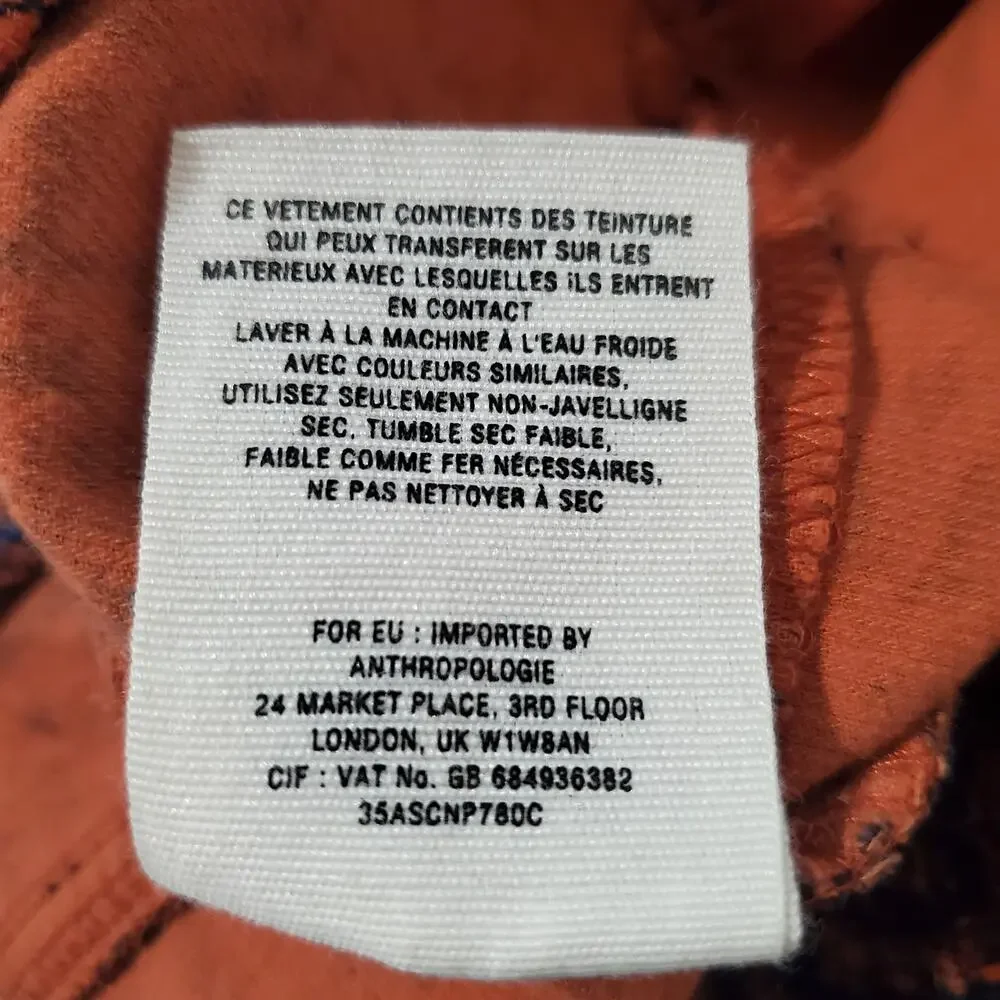 CE VETEMENT CONTIENTS DES TEINTURE
QUI PEUX TRANSFERENT SUR LES
MATERIEUX AVEC LESQUELLES ILS ENTRENT
EN CONTACT
LAVER À LA MACHINE À L'EAU FROIDE
AVEC COULEURS SIMILAIRES,
UTILISEZ SEULEMENT NON-JAVELLIGNE
SEC, TUMBLE SEC FAIBLE,
FAIBLE COMME FER NÉCESSAIRES,
NE PAS NETTOYER À SEC
FOR EU : IMPORTED BY
ANTHROPOLOGIE
24 MARKET PLACE, 3RD FLOOR
LONDON, UK W1W8AN
CIF : VAT No. GB 684936382
35ASCNP780C